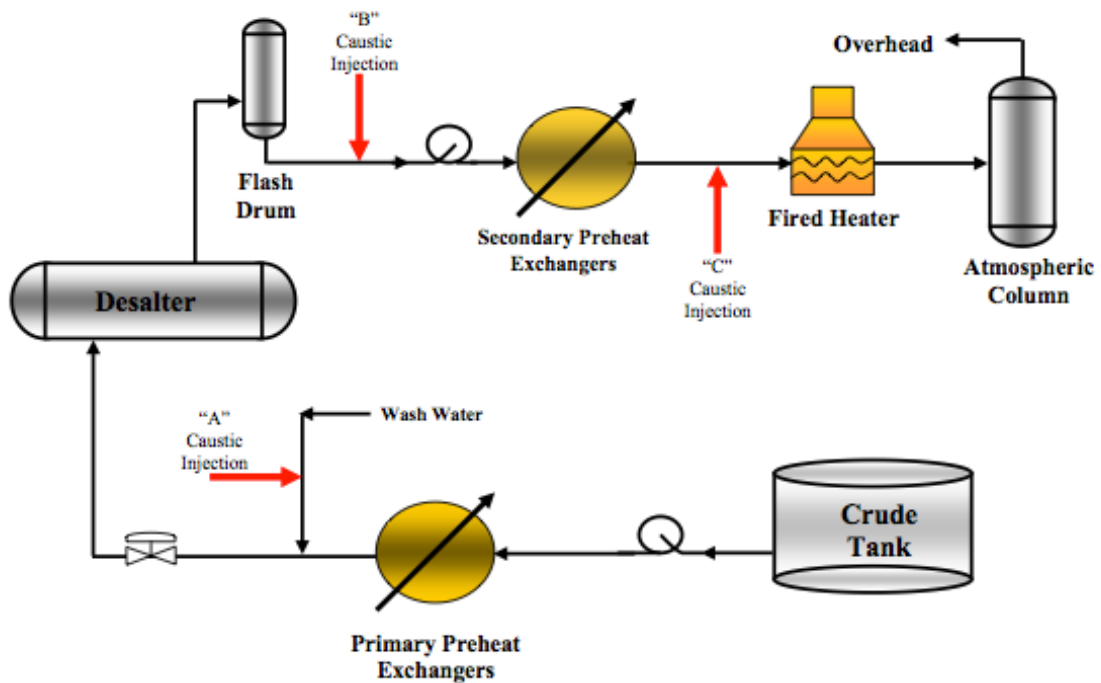 “B”
Caustic
Injection
Overhead
Flash
Drum
Fired Heater
Secondary Preheat
Exchangers
“C”
Caustic
Injection
Atmospheric
Column
Desalter
“A”
Caustic
Injection
Wash Water
Crude
Tank
Primary Preheat
Exchangers